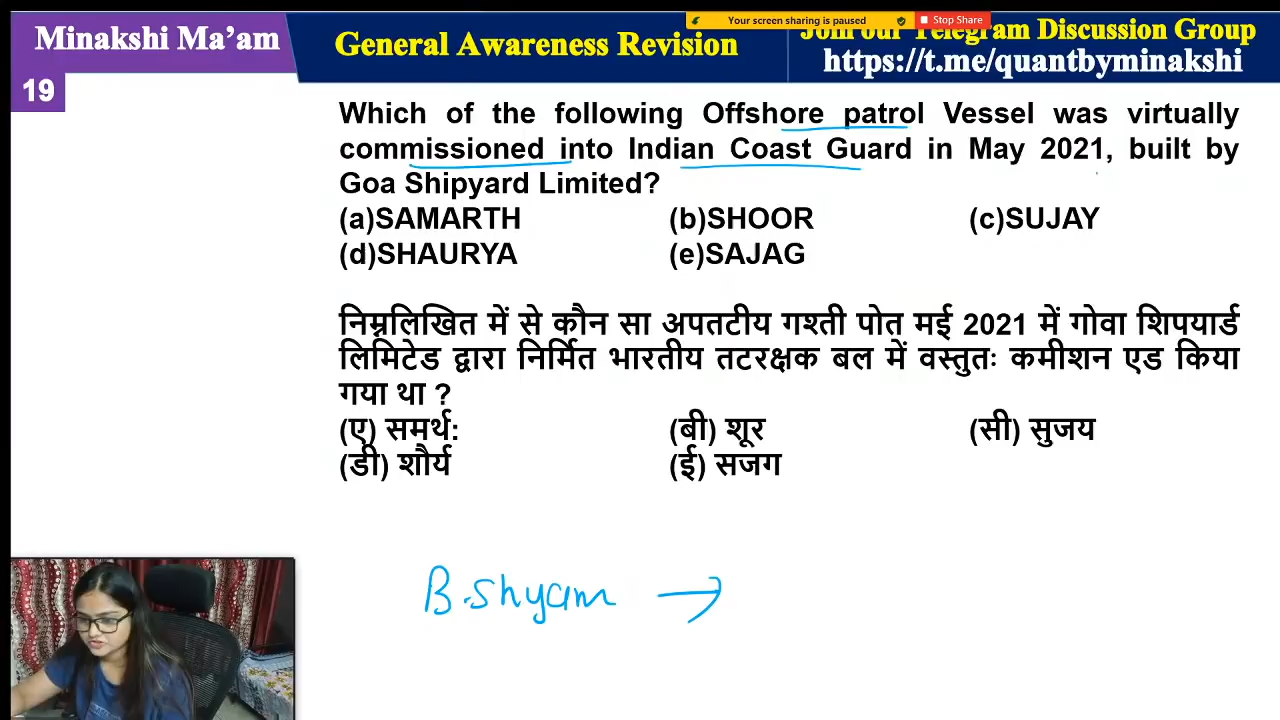 Your screen sharing is paused
Stop Share
Minakshi Ma’am
General Awareness Revision
Join our Telegram Discussion Group
https://t.me/quantbyminakshi
19
Which of the following Offshore patrol Vessel was virtually
commissioned into Indian Coast Guard in May 2021, built by
Goa Shipyard Limited?
(a)SAMARTH (b)SHOOR (c)SUJAY
(d)SHAURYA (e)SAJAG
निम्नलिखित में से कौन सा अपतटीय गश्ती पोत मई 2021 में गोवा शिपयार्ड
लिमिटेड द्वारा निर्मित भारतीय तटरक्षक बल में वस्तुतः कमीशन एड किया
गया था ?
(ए) समर्थ: (बी) शूर (सी) सुजय
(डी) शौर्य (ई) सजग
B.Shyam →